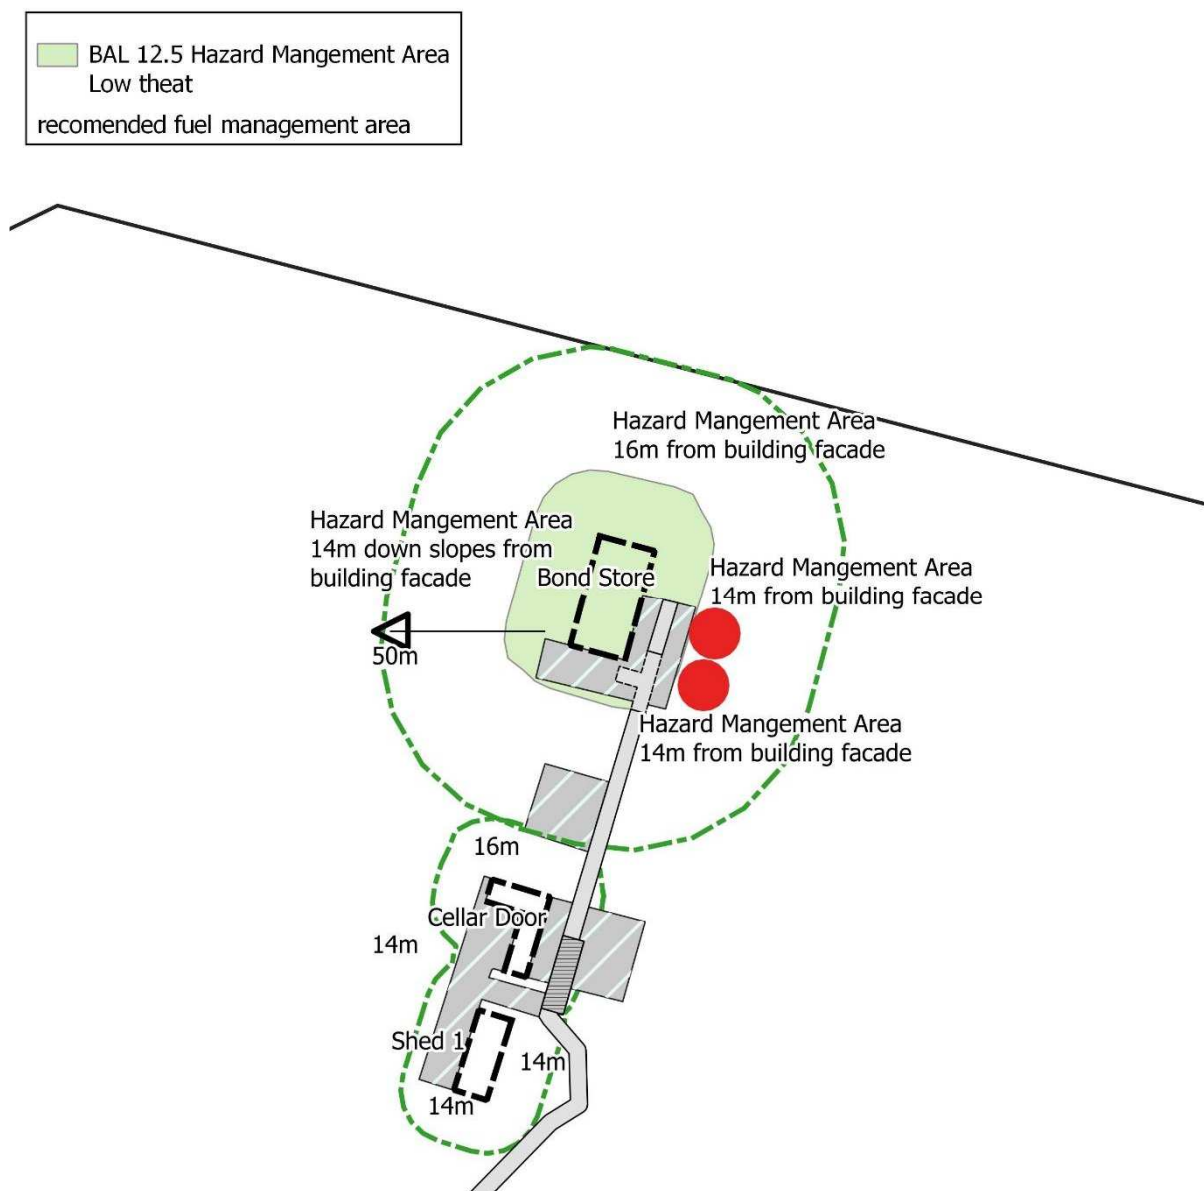 BAL 12.5 Hazard Mangement Area
Low theat
recomended fuel management area
Hazard Mangement Area
16m from building facade
Hazard Mangement Area
14m down slopes from
building facade
Bond Store
Hazard Mangement Area
14m from building facade
50m
Hazard Mangement Area
14m from building facade
16m
Cellar Door
14m
Shed 1
14m
14m